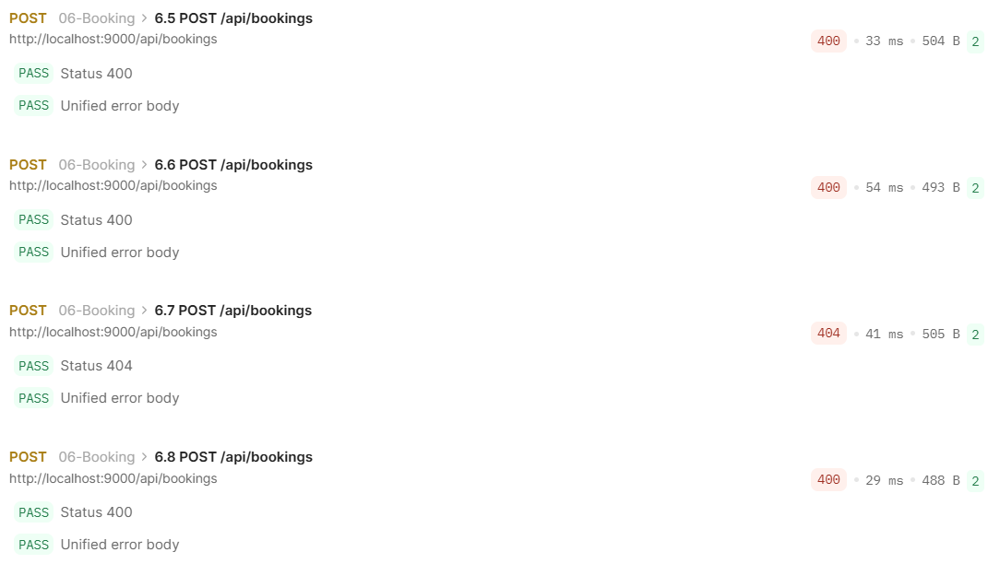 POST 06-Booking > 6.5 POST /api/bookings
http://localhost:9000/api/bookings
400 • 33 ms • 504 B 2
PASS Status 400
PASS Unified error body
POST 06-Booking > 6.6 POST /api/bookings
http://localhost:9000/api/bookings
400 • 54 ms • 493 B 2
PASS Status 400
PASS Unified error body
POST 06-Booking > 6.7 POST /api/bookings
http://localhost:9000/api/bookings
404 • 41 ms • 505 B 2
PASS Status 404
PASS Unified error body
POST 06-Booking > 6.8 POST /api/bookings
http://localhost:9000/api/bookings
400 • 29 ms • 488 B 2
PASS Status 400
PASS Unified error body